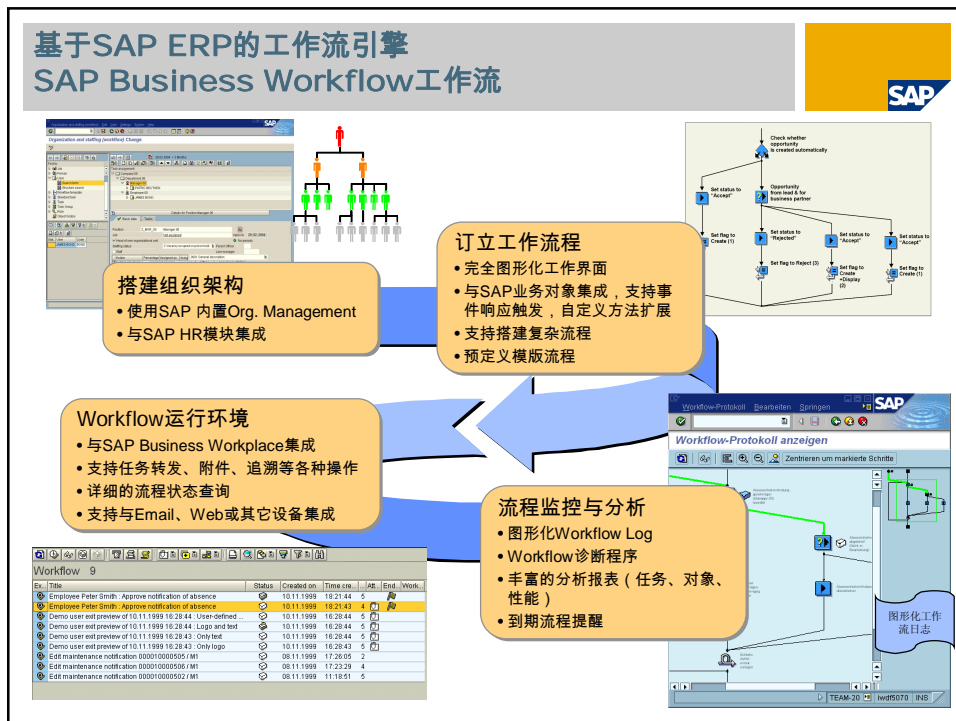 基于SAP ERP的工作流引擎
SAP Business Workflow工作流
SAP
SAP
Organization and staffing (workflow) Change
Check whether
opportunity
is created automatically
Set status to
"Accept"
Opportunity
from lead & for
business partner
Set status to
"Rejected"
Set status to
"Accept"
Set status to
"Accept"
Set flag to
Create (1)
Set flag to Reject (3)
Set flag to
Create
+Display
(2)
Set flag to
Create (1)
搭建组织架构
• 使用SAP 内置Org. Management
• 与SAP HR模块集成
订立工作流程
• 完全图形化工作界面
• 与SAP业务对象集成，支持事
件响应触发，自定义方法扩展
• 支持搭建复杂流程
• 预定义模版流程
Workflow运行环境
• 与SAP Business Workplace集成
• 支持任务转发、附件、追溯等各种操作
• 详细的流程状态查询
• 支持与Email、Web或其它设备集成
流程监控与分析
• 图形化Workflow Log
• Workflow诊断程序
• 丰富的分析报表（任务、对象、
性能）
• 到期流程提醒
Workflow-Protokoll Bearbeiten Springen
SAP
Workflow-Protokoll anzeigen
Zentrieren um markierte Schritte
图形化工作
流日志
TEAM-20 iwdf5070 INS
Workflow 9
Ex.. Title Status Created on Time cre... .. Att.. End.. Work..
Employee Peter Smith : Approve notification of absence 10.11.1999 18:21:44 5
Employee Peter Smith : Approve notification of absence 10.11.1999 18:21:43 4
Demo user exit preview of 10.11.1999 16:28:44 : User-defined ... 10.11.1999 16:28:44 5
Demo user exit preview of 10.11.1999 16:28:44 : Logo and text 10.11.1999 16:28:44 5
Demo user exit preview of 10.11.1999 16:28:43 : Only text 10.11.1999 16:28:44 5
Demo user exit preview of 10.11.1999 16:28:43 : Only logo 10.11.1999 16:28:43 5
Edit maintenance notification 000010000506 / M1 08.11.1999 17:26:05 2
Edit maintenance notification 000010000505 / M1 08.11.1999 17:23:29 4
Edit maintenance notification 000010000502 / M1 08.11.1999 11:18:51 5